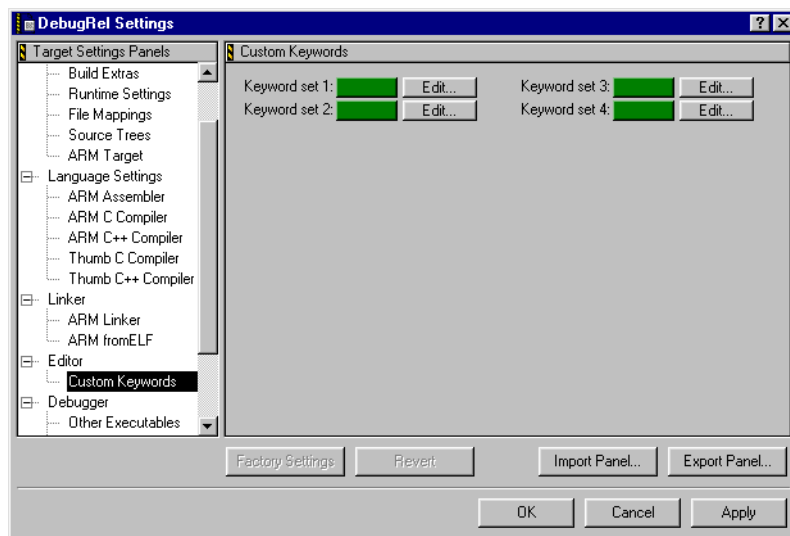 DebugRel Settings
Target Settings Panels
Build Extras
Runtime Settings
File Mappings
Source Trees
ARM Target
Language Settings
ARM Assembler
ARM C Compiler
ARM C++ Compiler
Thumb C Compiler
Thumb C++ Compiler
Linker
ARM Linker
ARM fromELF
Editor
Custom Keywords
Debugger
Other Executables
Custom Keywords
Keyword set 1: Edit... Keyword set 3: Edit...
Keyword set 2: Edit... Keyword set 4: Edit...
Factory Settings Revert Import Panel... Export Panel...
OK Cancel Apply